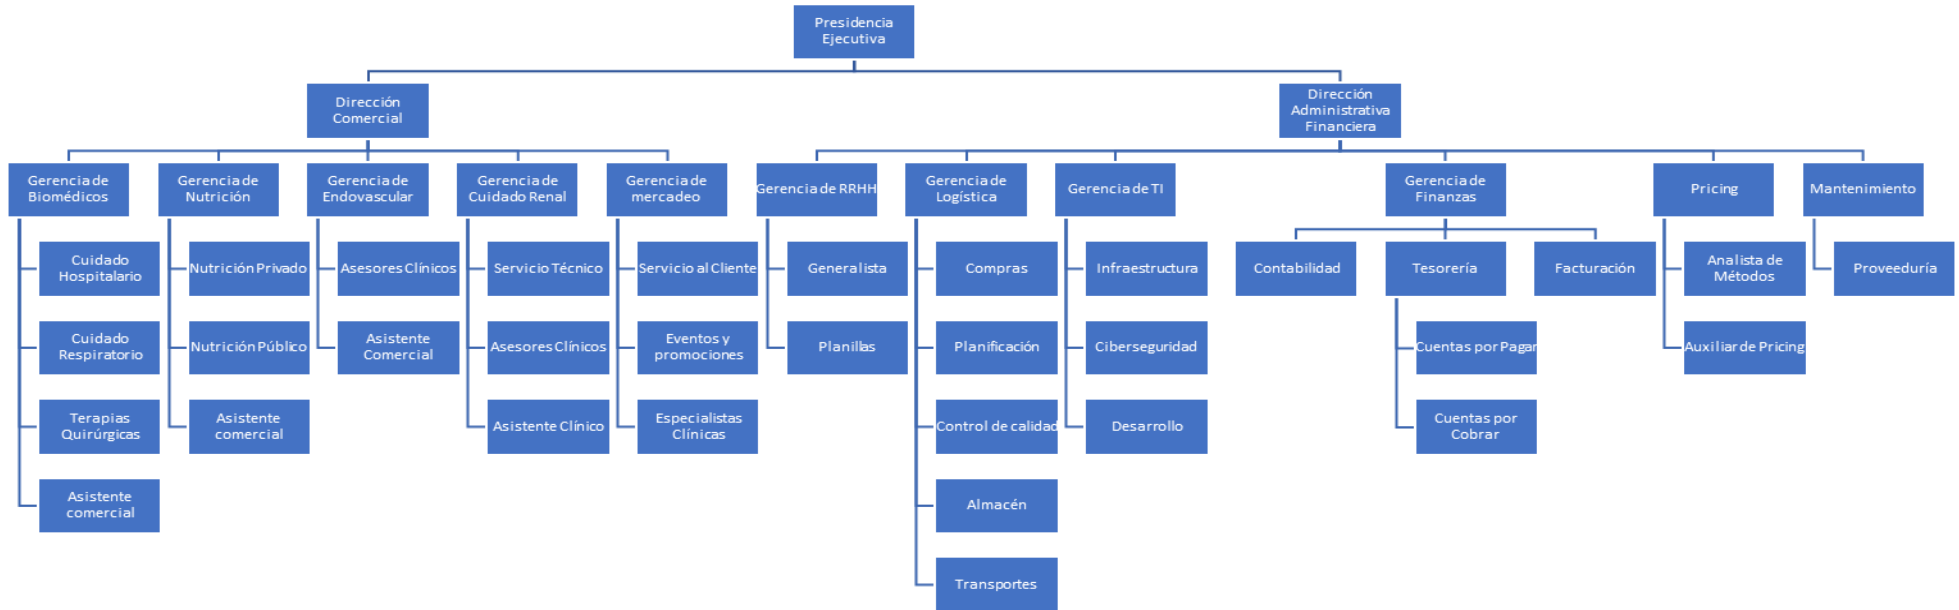 Presidencia
Ejecutiva
Dirección
Comercial
Dirección
Administrativa
Financiera
Gerencia de
Biomédicos
Gerencia de
Nutrición
Gerencia de
Endovascular
Gerencia de
Cuidado Renal
Gerencia de
mercadeo
Gerencia de RRHH
Gerencia de
Logística
Gerencia de TI
Gerencia de
Finanzas
Pricing
Mantenimiento
Cuidado
Hospitalario
Nutrición Privado
Asesores Clínicos
Servicio Técnico
Servicio al Cliente
Generalista
Compras
Infraestructura
Contabilidad
Tesorería
Facturación
Analista de
Métodos
Proveeduría
Cuidado
Respiratorio
Nutrición Público
Asistente
Comercial
Asesores Clínicos
Eventos y
promociones
Planillas
Planificación
Ciberseguridad
Cuentas por Pagar
Auxiliar de Pricing
Terapias
Quirúrgicas
Asistente
comercial
Asistente Clínico
Especialistas
Clínicas
Control de calidad
Desarrollo
Cuentas por
Cobrar
Asistente
comercial
Almacén
Transportes